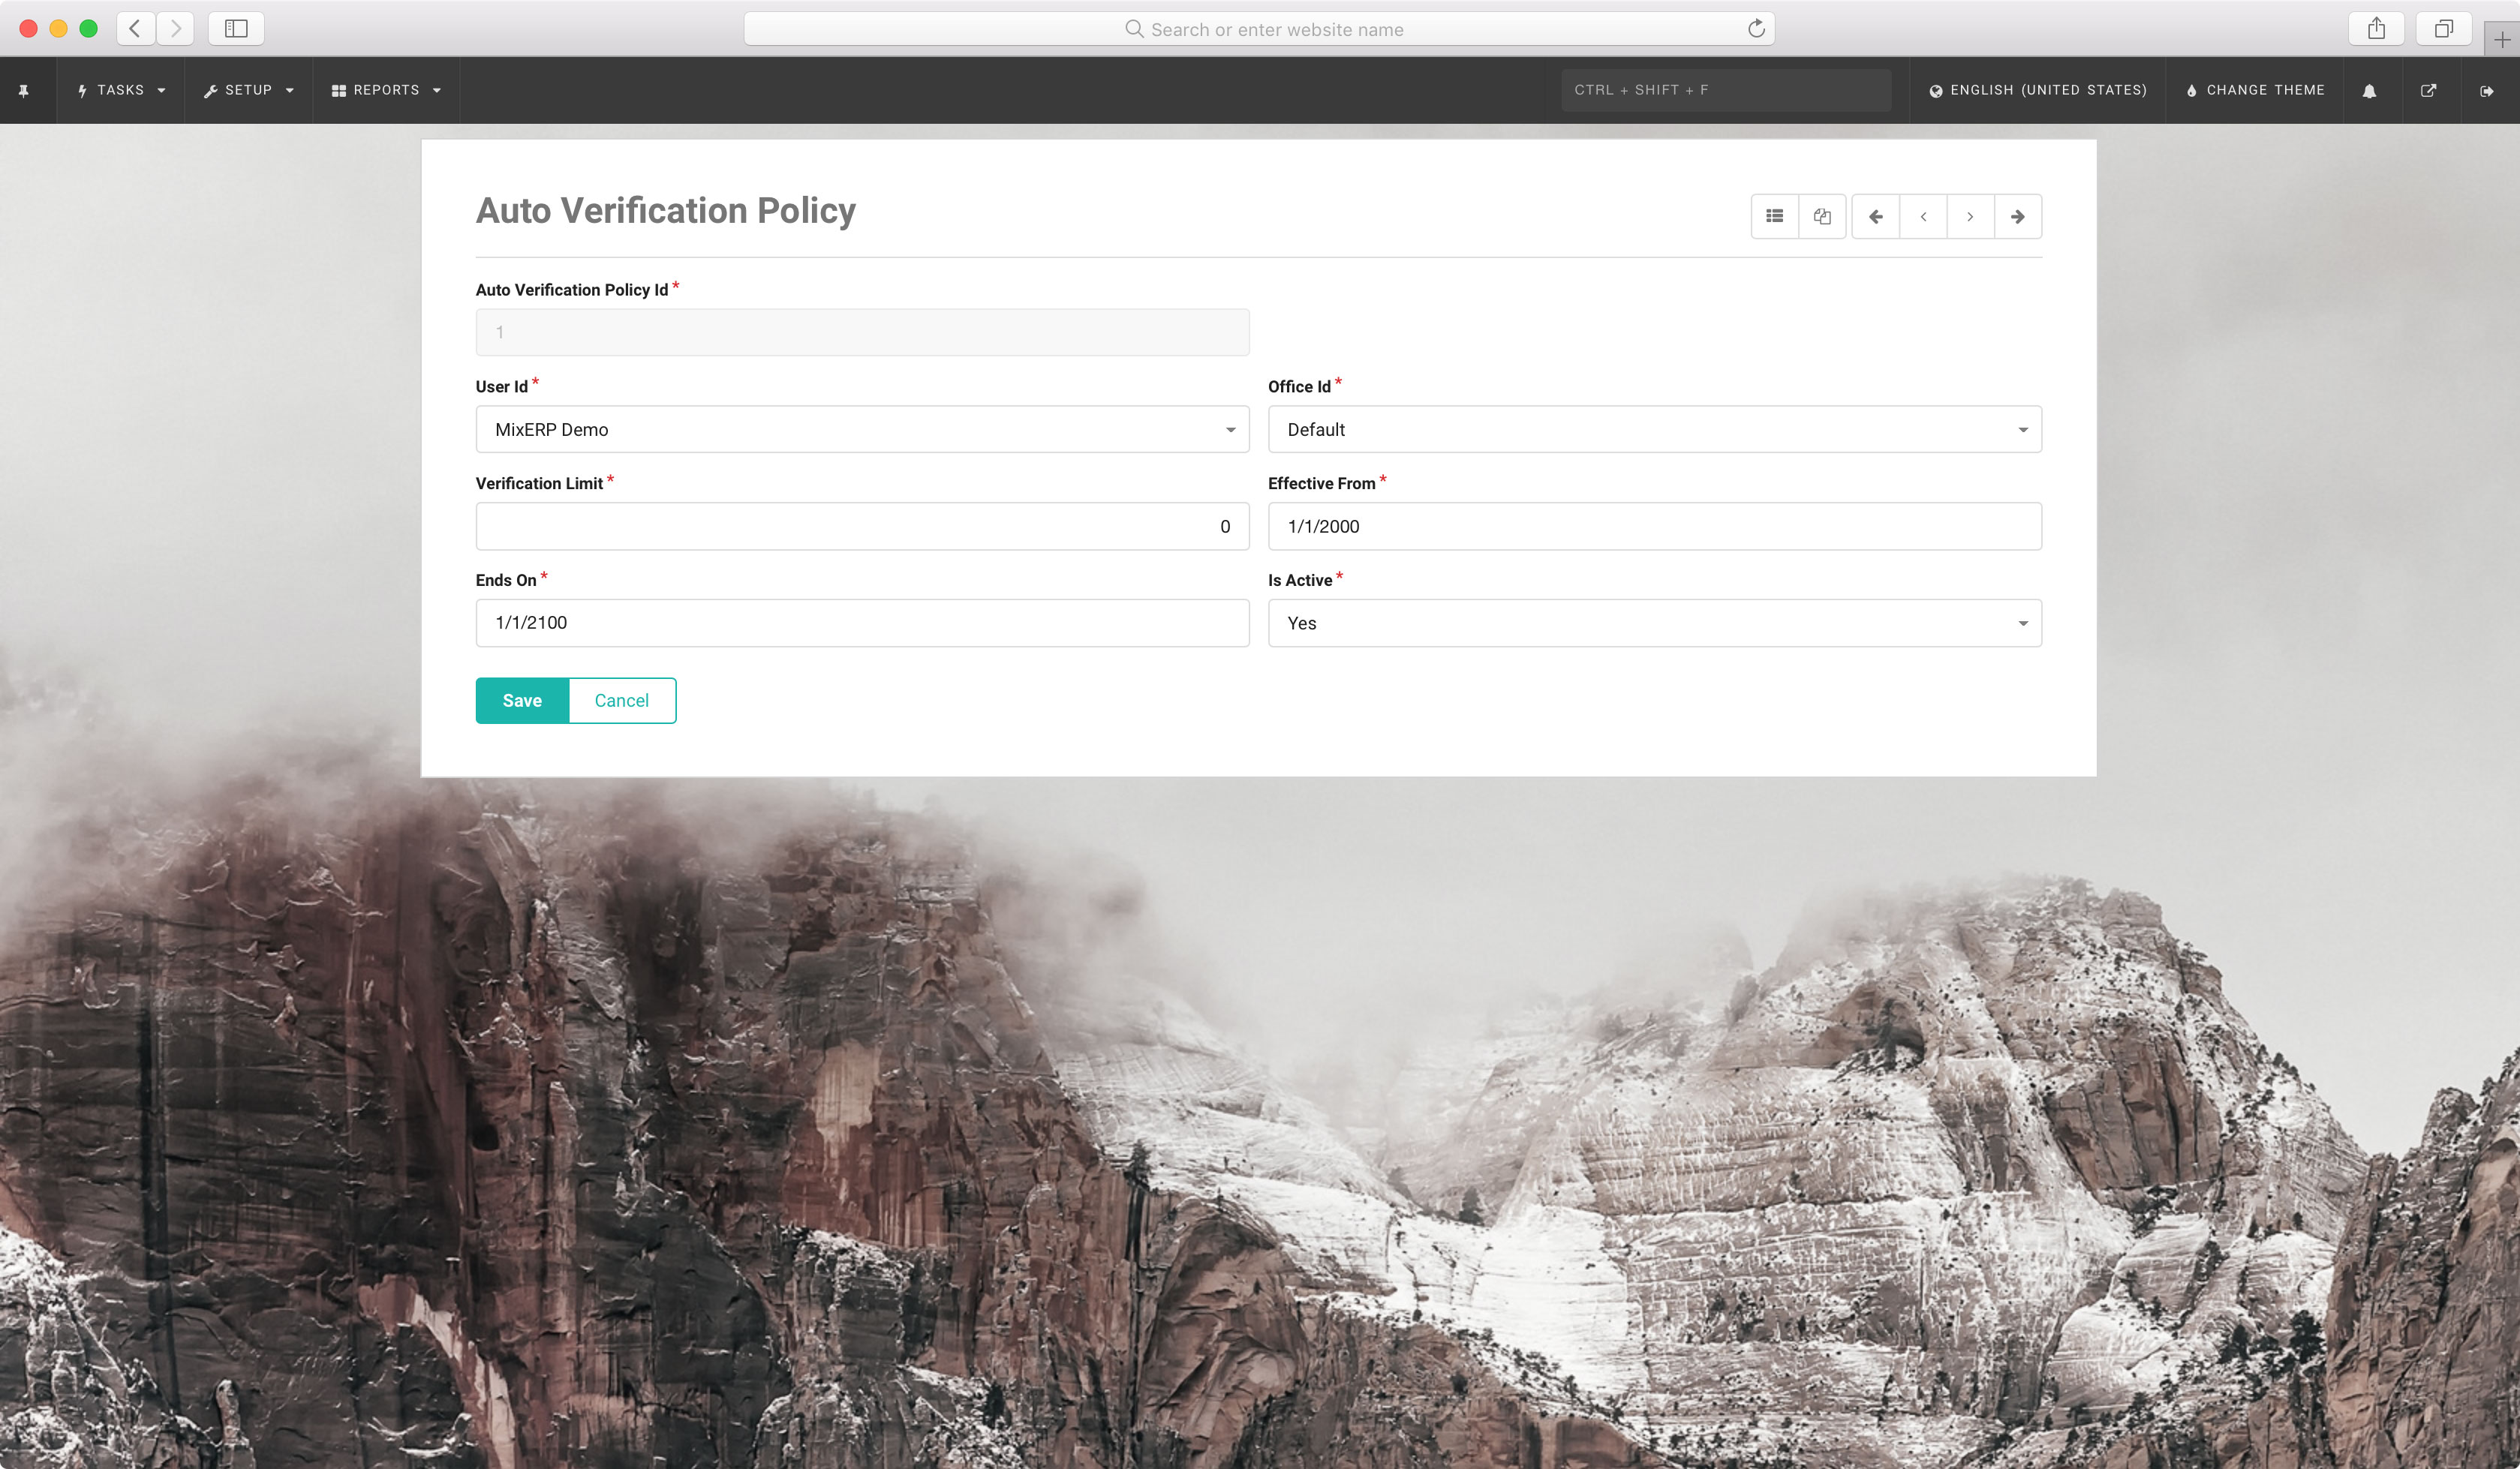 Search or enter website name
TASKS SETUP REPORTS CTRL + SHIFT + F ENGLISH (UNITED STATES) CHANGE THEME
Auto Verification Policy
Auto Verification Policy Id *
1
User Id * Office Id *
MixERP Demo Default
Verification Limit * Effective From *
0 1/1/2000
Ends On * Is Active *
1/1/2100 Yes
Save Cancel